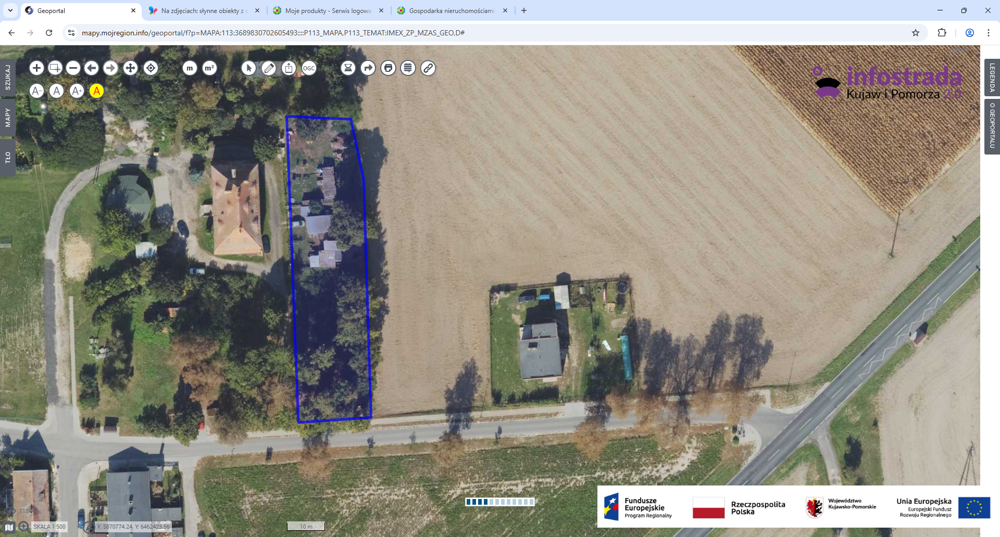 Geoportal
Na zdjęciach: słynne obiekty z c
Moje produkty - Serwis logowa
Gospodarka nieruchomościami
mapy.mojregion.info/geoportal/f?p=MAPA:113:3689830702605493::::P113_MAPA,P113_TEMAT:IMEX_ZP_MZAS_GEO,D#
m
m²
OGC
A-
A
A+
A
SZUKAJ
MAPY
TŁO
infostrada
Kujaw i Pomorza 2.0
LEGENDA
O GEOPORTALU
SKALA 1:500
X: 5870774.24 Y: 6462423.56
10 m
Fundusze
Europejskie
Program Regionalny
Rzeczpospolita
Polska
Województwo
Kujawsko-Pomorskie
Unia Europejska
Europejski Fundusz
Rozwoju Regionalnego